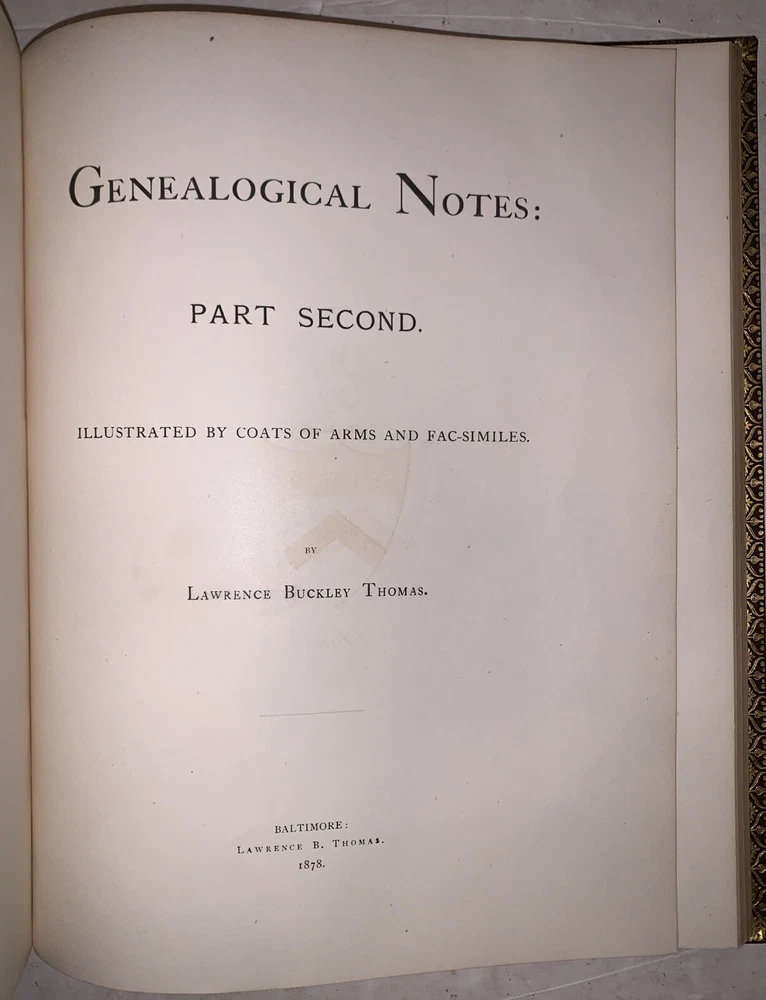 GENEALOGICAL NOTES:
PART SECOND.
ILLUSTRATED BY COATS OF ARMS AND FAC-SIMILES.
BY
LAWRENCE BUCKLEY THOMAS.
BALTIMORE:
LAWRENCE B. THOMAS.
1878.